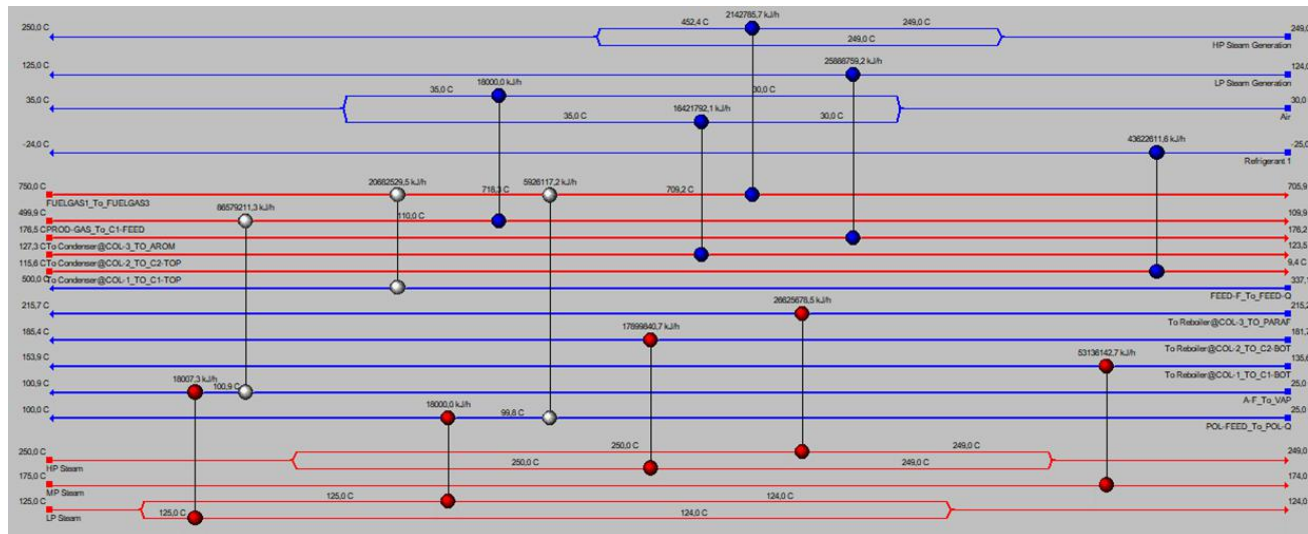 2142785,7 kJ/h
250,0 C
452,4 C
249,0 C
249,0
249,0 C
HP Steam Generation
125,0 C
25888759,2 kJ/h
124,0
LP Steam Generation
18000,0 kJ/h
35,0 C
35,0 C
30,0 C
30,0
16421792,1 kJ/h
35,0 C
30,0 C
Air
-24,0 C
43622611,6 kJ/h
-25,0
Refrigerant 1
750,0 C
20682529,5 kJ/h
718,3 C
5926117,2 kJ/h
709,2 C
705,9
FUELGAS1_To_FUELGAS3
499,9 C
86579211,3 kJ/h
110,0 C
109,9
176,5 C
PROD-GAS_To_C1-FEED
176,2
127,3 C
To Condenser@COL-3_TO_AROM
123,5
115,6 C
To Condenser@COL-2_TO_C2-TOP
9,4 C
500,0 C
To Condenser@COL-1_TO_C1-TOP
337,1
FEED-F_To_FEED-Q
215,7 C
26625678,5 kJ/h
215,2
To Reboiler@COL-3_TO_PARAF
165,4 C
17899840,7 kJ/h
161,2
To Reboiler@COL-2_TO_C2-BOT
153,9 C
53136142,7 kJ/h
135,6
To Reboiler@COL-1_TO_C1-BOT
100,9 C
18007,3 kJ/h
100,9 C
25,0
A-F_To_VAP
100,0 C
18000,0 kJ/h
99,8 C
25,0
POL-FEED_To_POL-Q
250,0 C
250,0 C
249,0 C
249,0
HP Steam
250,0 C
249,0 C
175,0 C
174,0
MP Steam
125,0 C
125,0 C
124,0 C
124,0
LP Steam
125,0 C
124,0 C